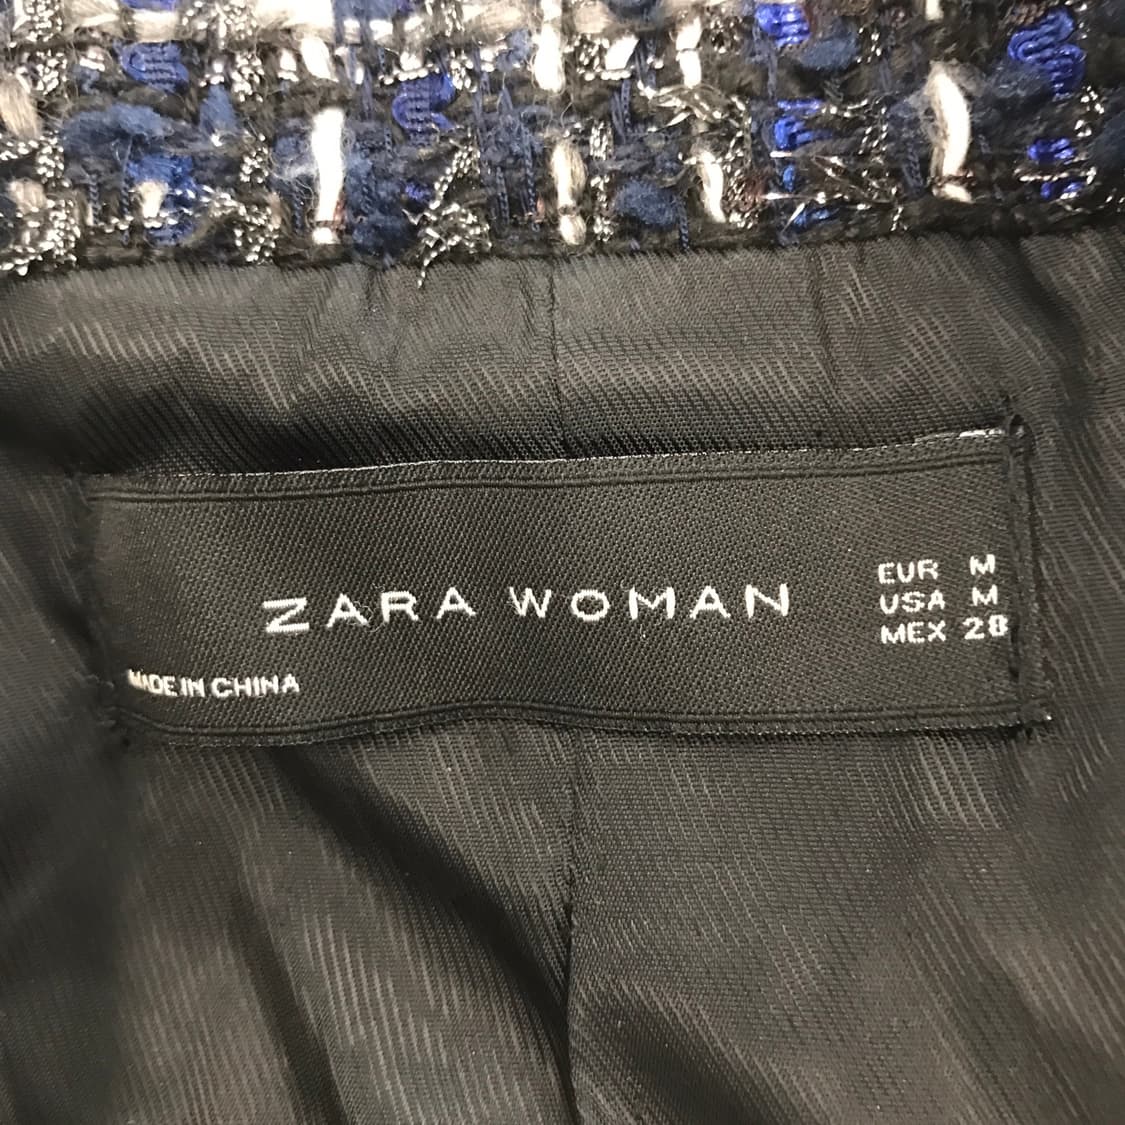 ZARA WOMAN
EUR M
USA M
MEX 28
MADE IN CHINA